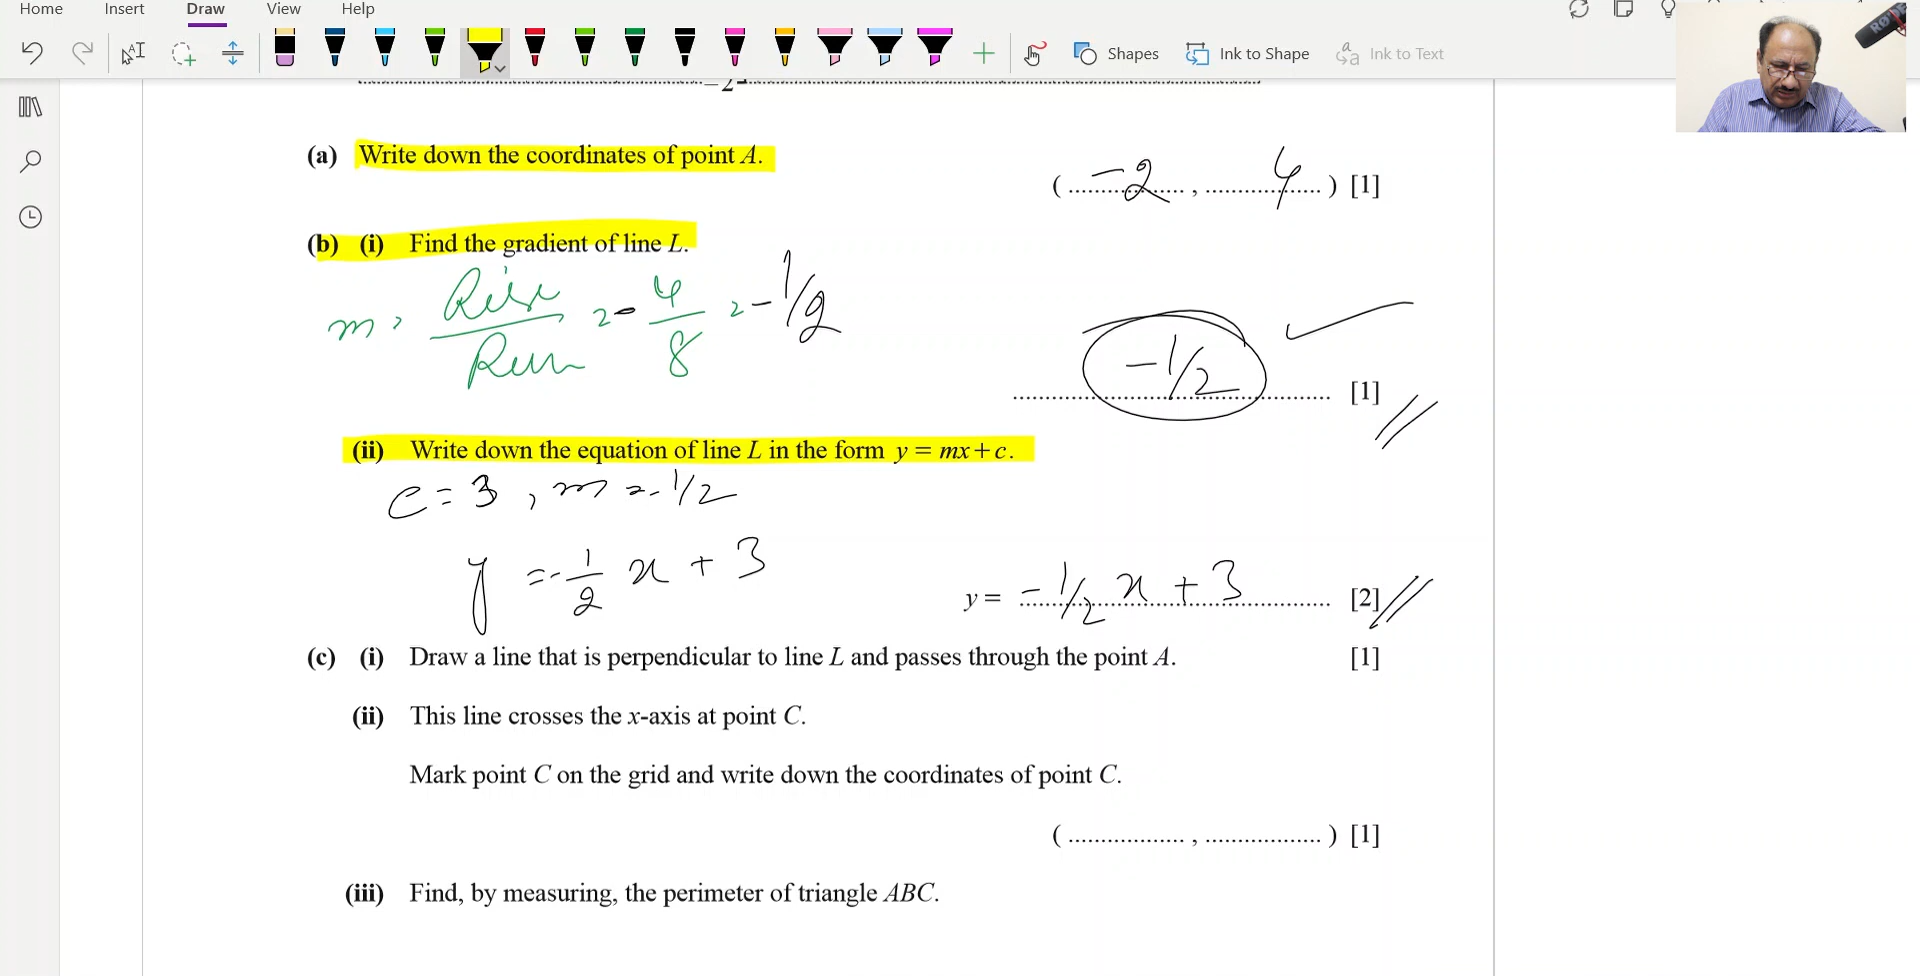 Home Insert Draw View Help
Shapes Ink to Shape Ink to Text
RØDE
-2
(a) Write down the coordinates of point A.
( -2 , 4 ) [1]
(b) (i) Find the gradient of line L.
m = Rise/Run = -4/8 = -1/2
-1/2 [1]
(ii) Write down the equation of line L in the form y = mx+c.
c = 3 , m = -1/2
y = -1/2 x + 3
y = -1/2 x + 3 [2]
(c) (i) Draw a line that is perpendicular to line L and passes through the point A. [1]
(ii) This line crosses the x-axis at point C.
Mark point C on the grid and write down the coordinates of point C.
( .................. , .................. ) [1]
(iii) Find, by measuring, the perimeter of triangle ABC.